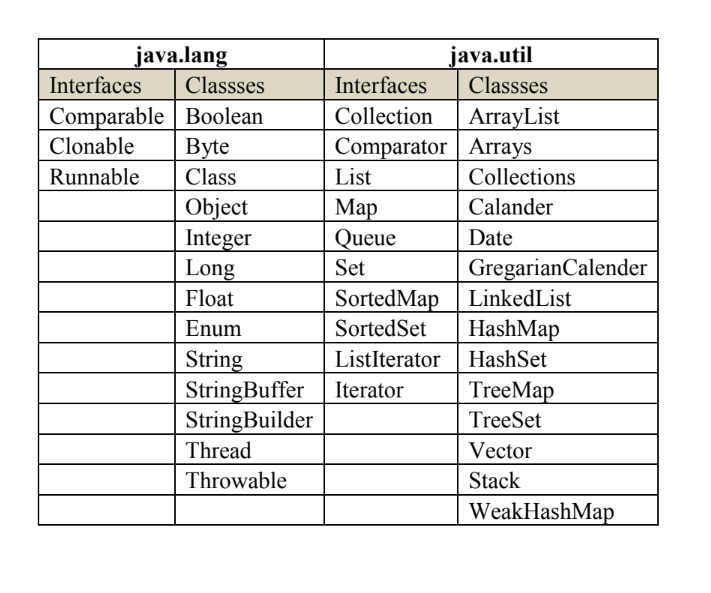 java.lang java.util
Interfaces Classses Interfaces Classses
Comparable Boolean Collection ArrayList
Clonable Byte Comparator Arrays
Runnable Class List Collections
Object Map Calander
Integer Queue Date
Long Set GregarianCalender
Float SortedMap LinkedList
Enum SortedSet HashMap
String ListIterator HashSet
StringBuffer Iterator TreeMap
StringBuilder TreeSet
Thread Vector
Throwable Stack
WeakHashMap